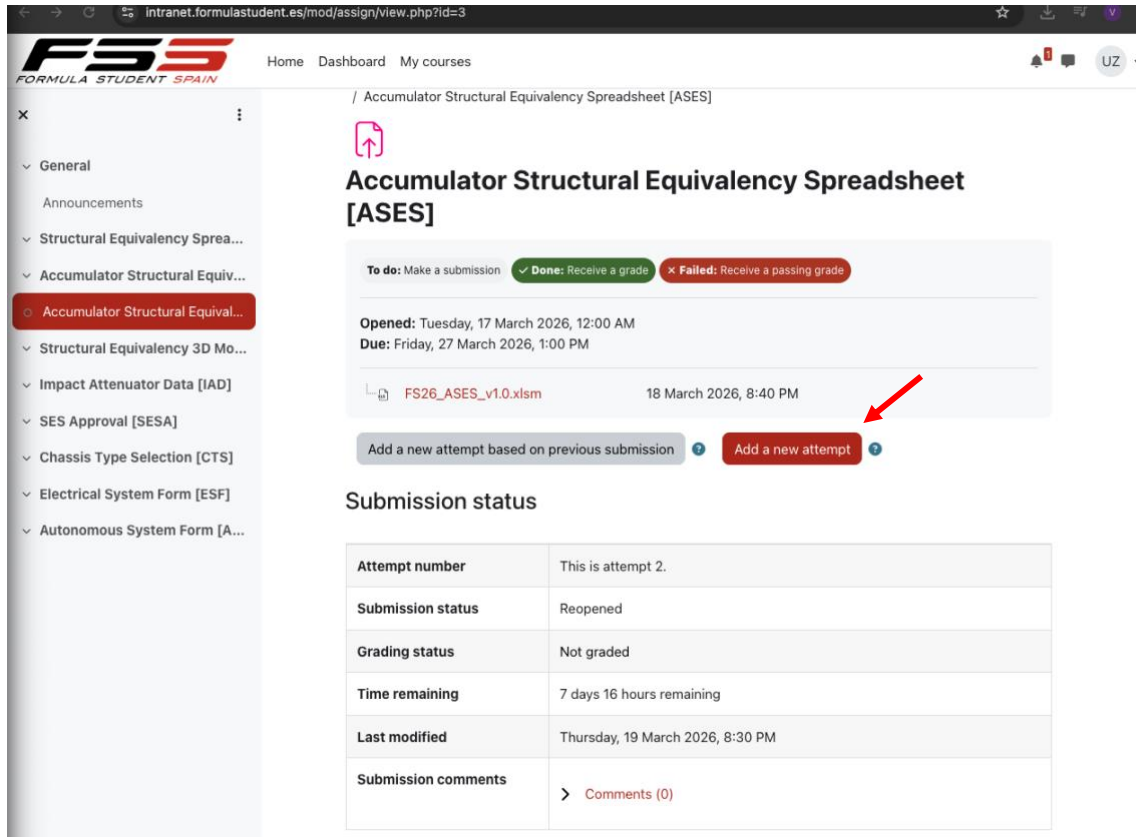 intranet.formulastudent.es/mod/assign/view.php?id=3
V
FSS
FORMULA STUDENT SPAIN
Home Dashboard My courses
1
UZ
/ Accumulator Structural Equivalency Spreadsheet [ASES]
General
Announcements
Structural Equivalency Sprea...
Accumulator Structural Equiv...
Accumulator Structural Equival...
Structural Equivalency 3D Mo...
Impact Attenuator Data [IAD]
SES Approval [SESA]
Chassis Type Selection [CTS]
Electrical System Form [ESF]
Autonomous System Form [A...
Accumulator Structural Equivalency Spreadsheet
[ASES]
To do: Make a submission Done: Receive a grade Failed: Receive a passing grade
Opened: Tuesday, 17 March 2026, 12:00 AM
Due: Friday, 27 March 2026, 1:00 PM
FS26_ASES_v1.0.xlsm 18 March 2026, 8:40 PM
Add a new attempt based on previous submission ? Add a new attempt ?
Submission status
Attempt number This is attempt 2.
Submission status Reopened
Grading status Not graded
Time remaining 7 days 16 hours remaining
Last modified Thursday, 19 March 2026, 8:30 PM
Submission comments Comments (0)